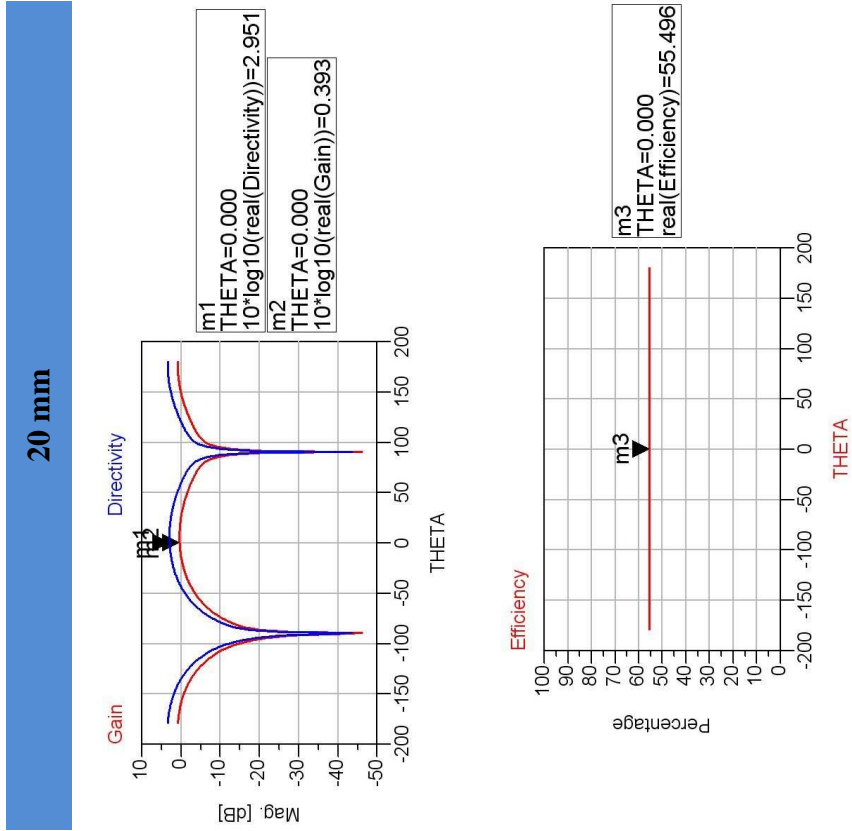 20 mm
Gain
Directivity
Mag. [dB]
10
0
-10
-20
-30
-40
-50
-200
-150
-100
-50
0
50
100
150
200
THETA
m1
m2
m1
THETA=0.000
10*log10(real(Directivity))=2.951
m2
THETA=0.000
10*log10(real(Gain))=0.393
Efficiency
Percentage
100
90
80
70
60
50
40
30
20
10
0
-200
-150
-100
-50
0
50
100
150
200
THETA
m3
m3
THETA=0.000
real(Efficiency)=55.496